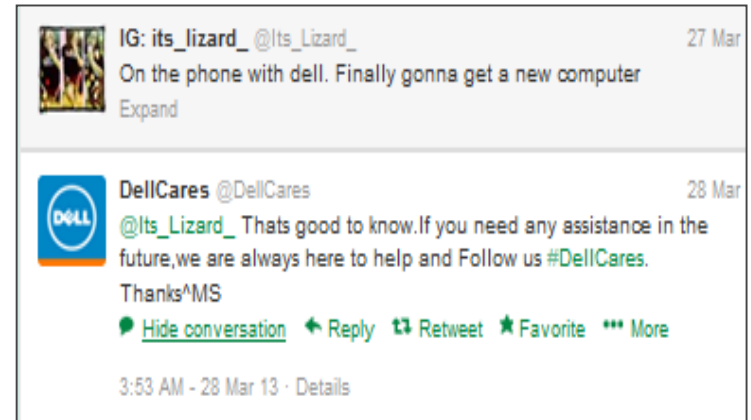 IG: its_lizard_ @Its_Lizard_ 27 Mar
On the phone with dell. Finally gonna get a new computer
Expand
DELL
DellCares @DellCares 28 Mar
@Its_Lizard_ Thats good to know.If you need any assistance in the
future,we are always here to help and Follow us #DellCares.
Thanks^MS
Hide conversation Reply Retweet Favorite More
3:53 AM - 28 Mar 13 · Details